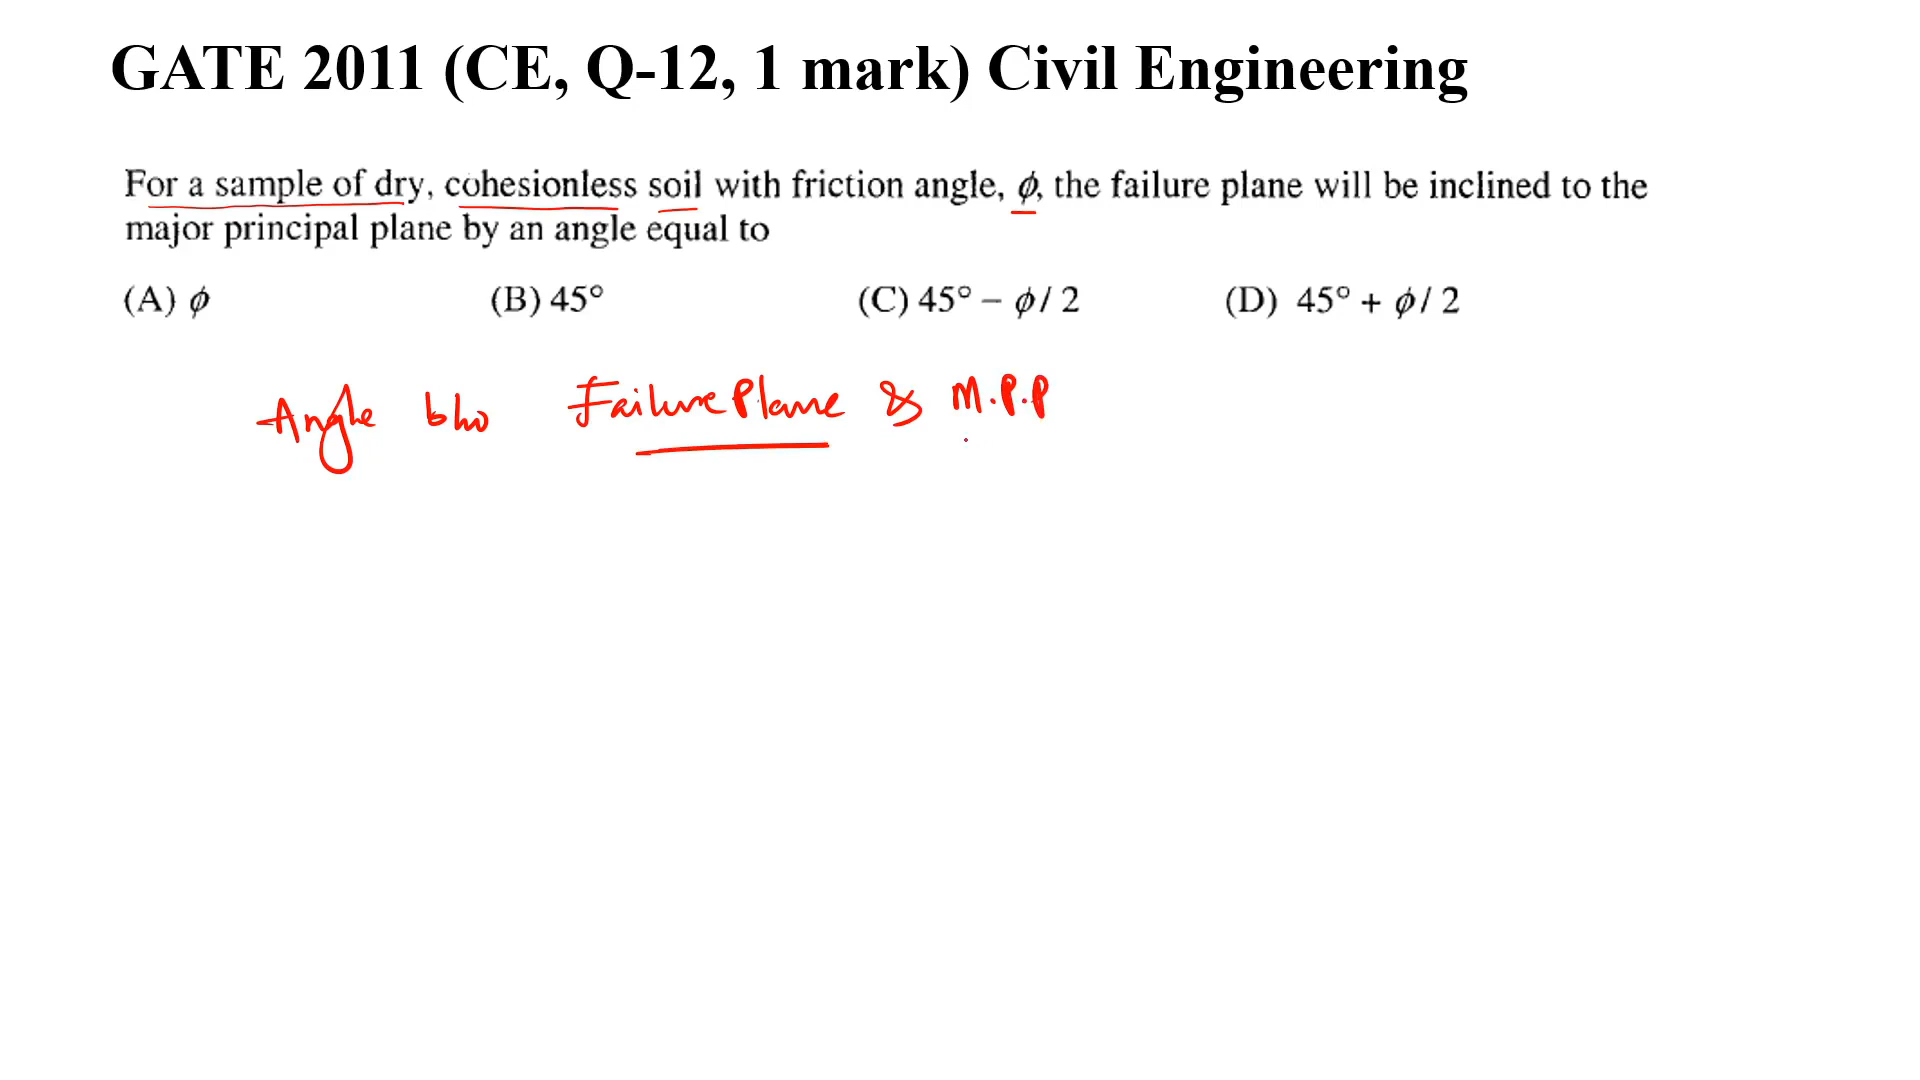 GATE 2011 (CE, Q-12, 1 mark) Civil Engineering
For a sample of dry, cohesionless soil with friction angle, ϕ, the failure plane will be inclined to the
major principal plane by an angle equal to
(A) ϕ (B) 45° (C) 45° – ϕ/ 2 (D) 45° + ϕ/ 2
Angle b/w Failure Plane & M.P.P